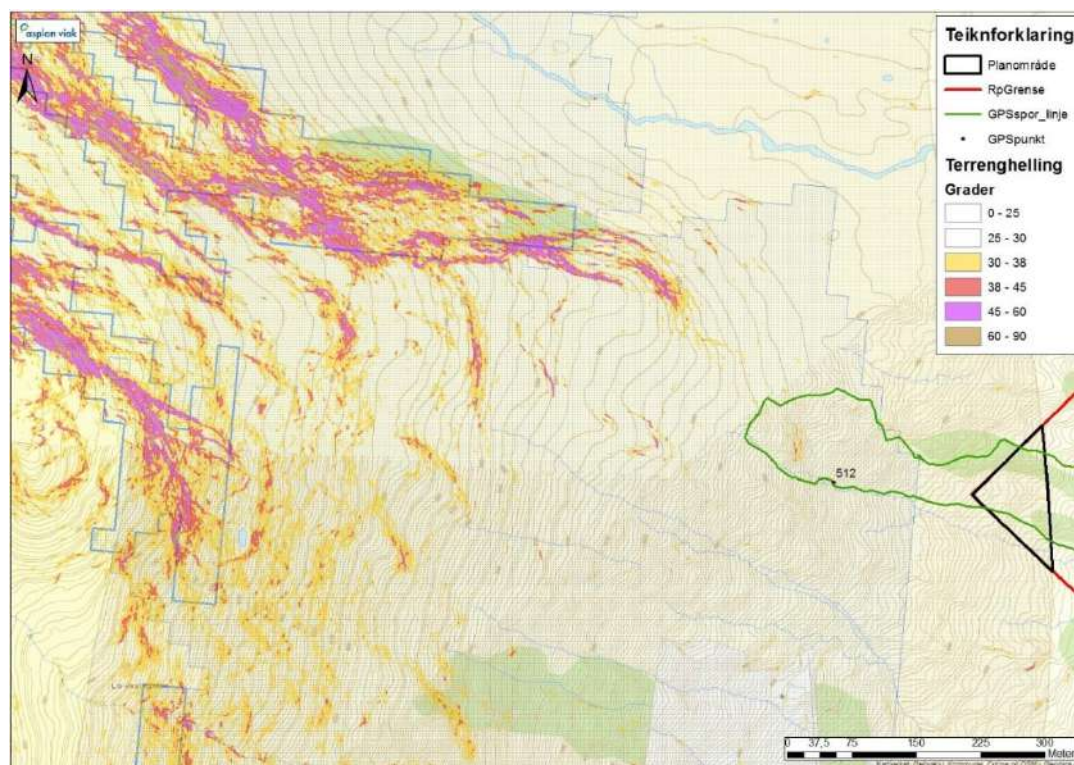 asplan viak
N
Teiknforklaring
Planområde
RpGrense
GPSspor_linje
GPSpunkt
Terrenghelling
Grader
0 - 25
25 - 30
30 - 38
38 - 45
45 - 60
60 - 90
512
0 37,5 75 150 225 300
Meter